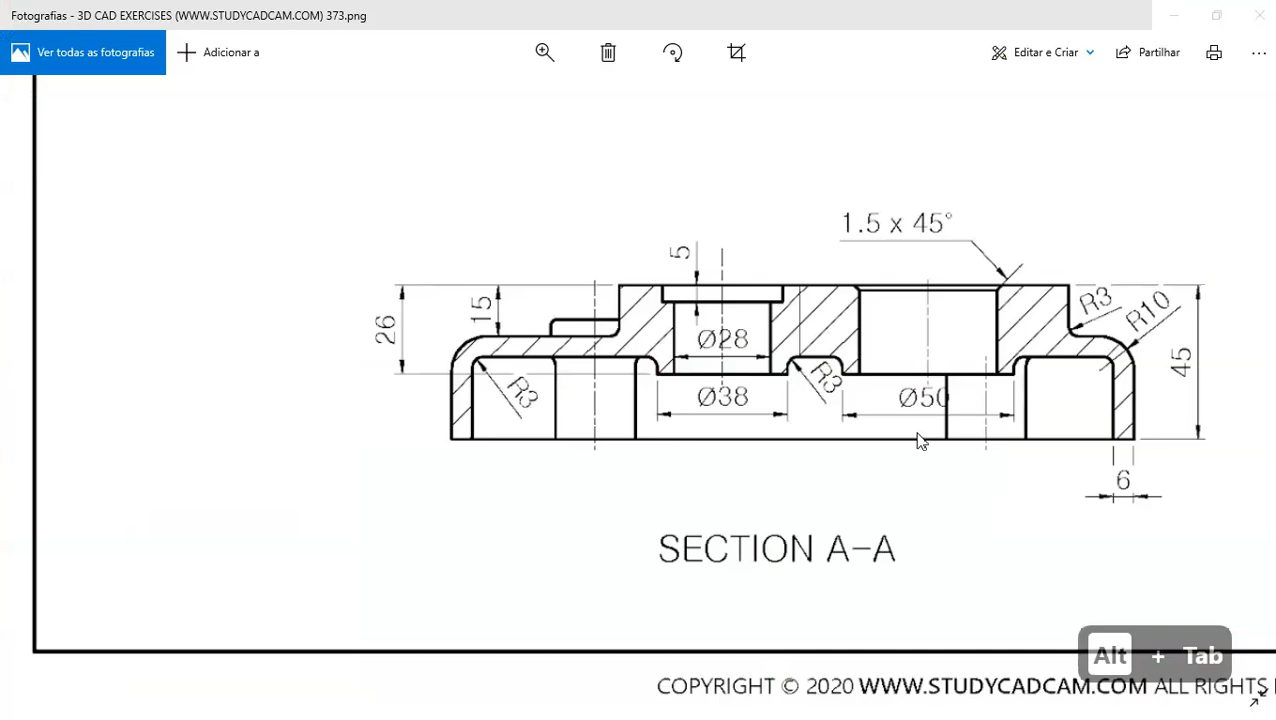 Fotografias - 3D CAD EXERCISES (WWW.STUDYCADCAM.COM) 373.png
Ver todas as fotografias
Adicionar a
Editar e Criar
Partilhar
1.5 x 45°
5
15
26
R3
R10
45
Ø28
R3
R3
Ø38
Ø50
6
SECTION A-A
Alt + Tab
COPYRIGHT © 2020 WWW.STUDYCADCAM.COM ALL RIGHTS